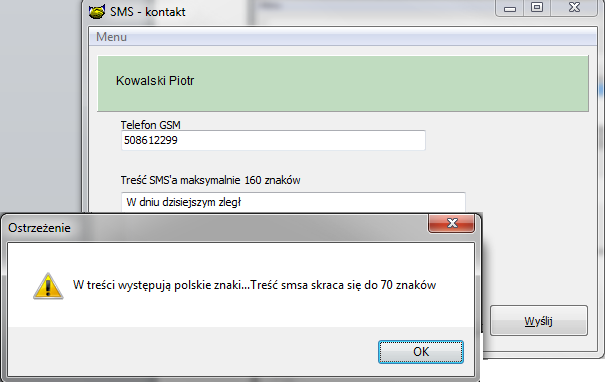 SMS - kontakt
Menu
Kowalski Piotr
Telefon GSM
508612299
Treść SMS'a maksymalnie 160 znaków
W dniu dzisiejszym zległ
Ostrzeżenie
W treści występują polskie znaki...Treść smsa skraca się do 70 znaków
Wyślij
OK